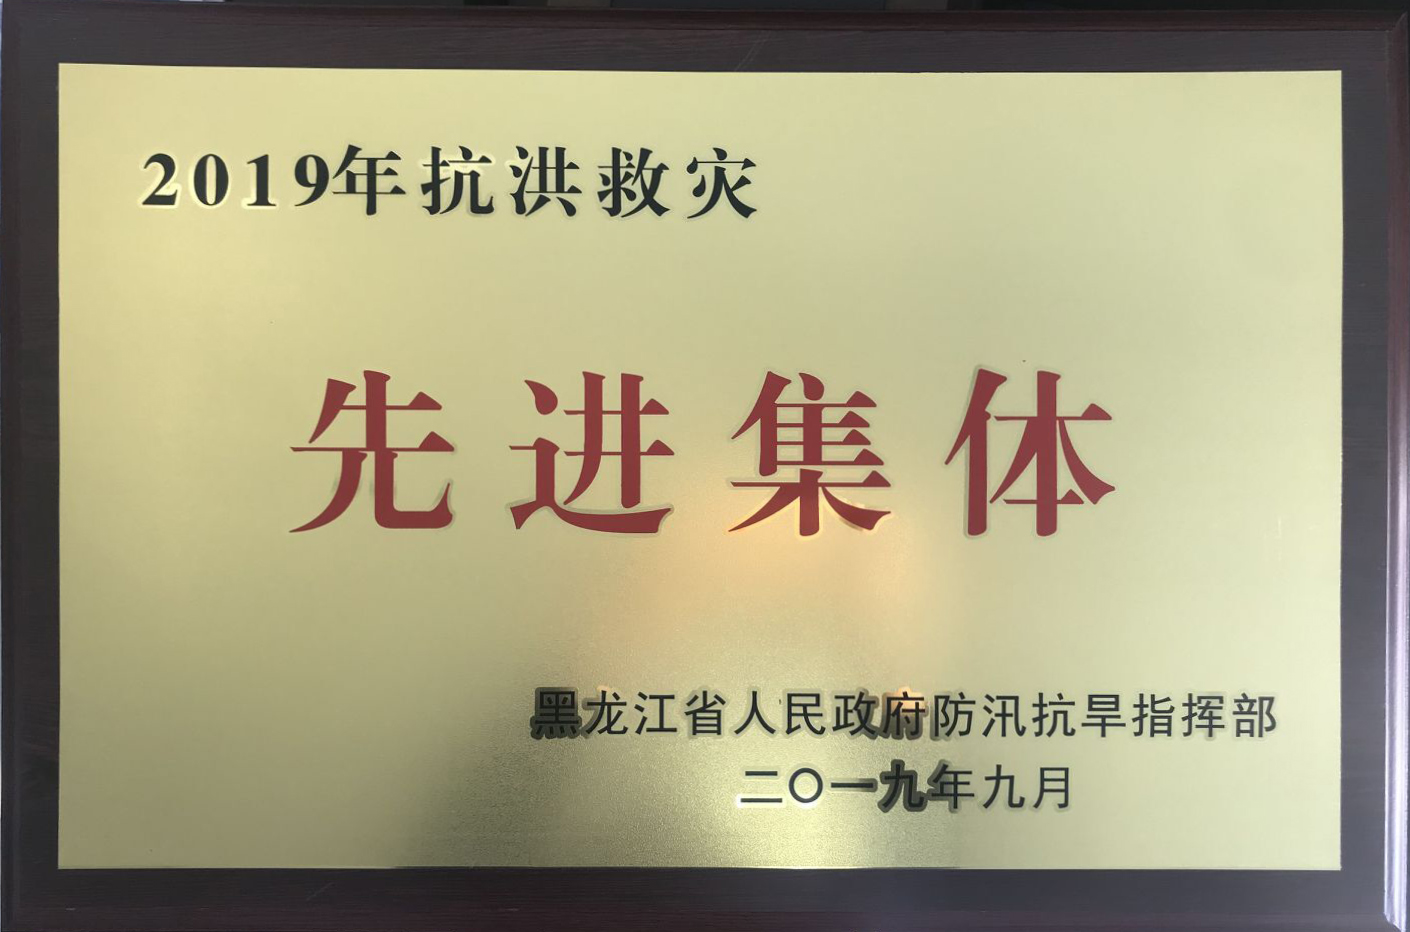 2019年抗洪救灾
先进集体
黑龙江省人民政府防汛抗旱指挥部
二〇一九年九月